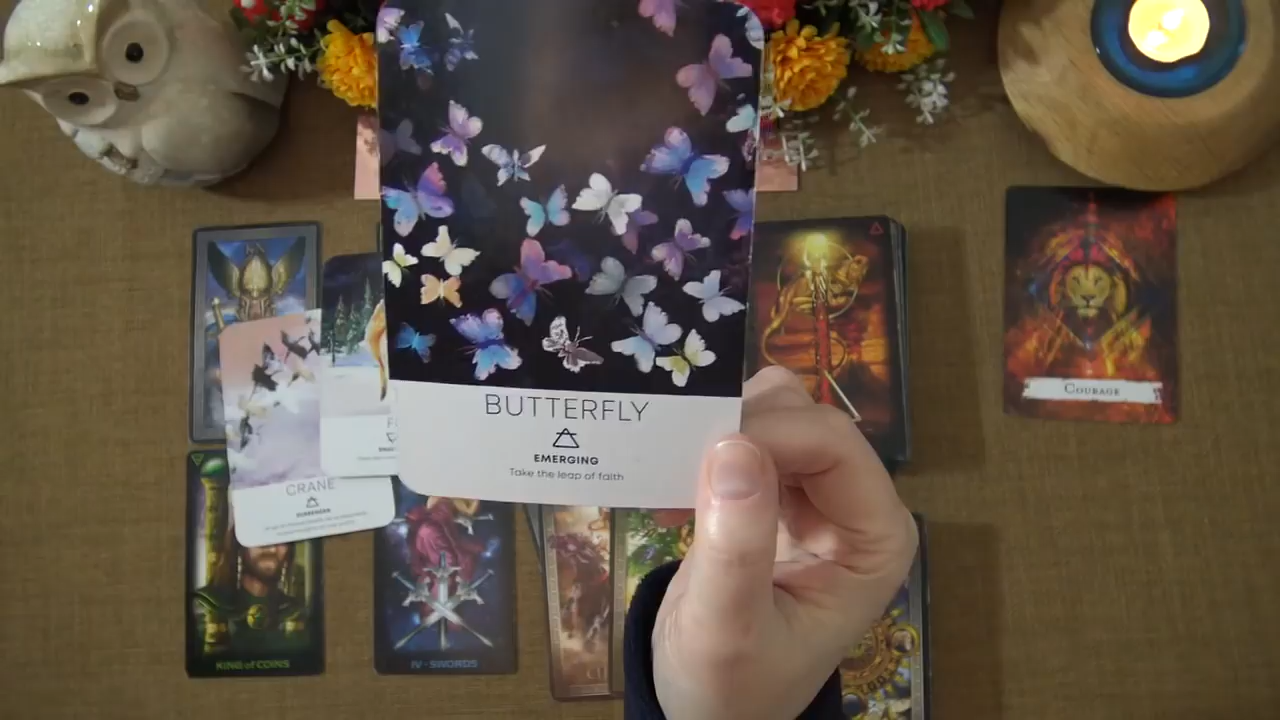 BUTTERFLY
EMERGING
Take the leap of faith
COURAGE
CRANE
SURRENDER
KING of COINS
IV - SWORDS